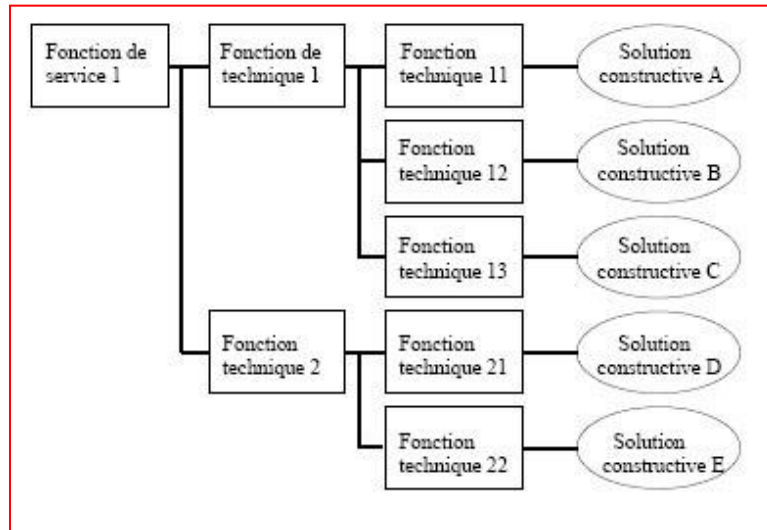 Fonction de
service 1
Fonction de
technique 1
Fonction
technique 11
Solution
constructive A
Fonction
technique 12
Solution
constructive B
Fonction
technique 13
Solution
constructive C
Fonction
technique 2
Fonction
technique 21
Solution
constructive D
Fonction
technique 22
Solution
constructive E